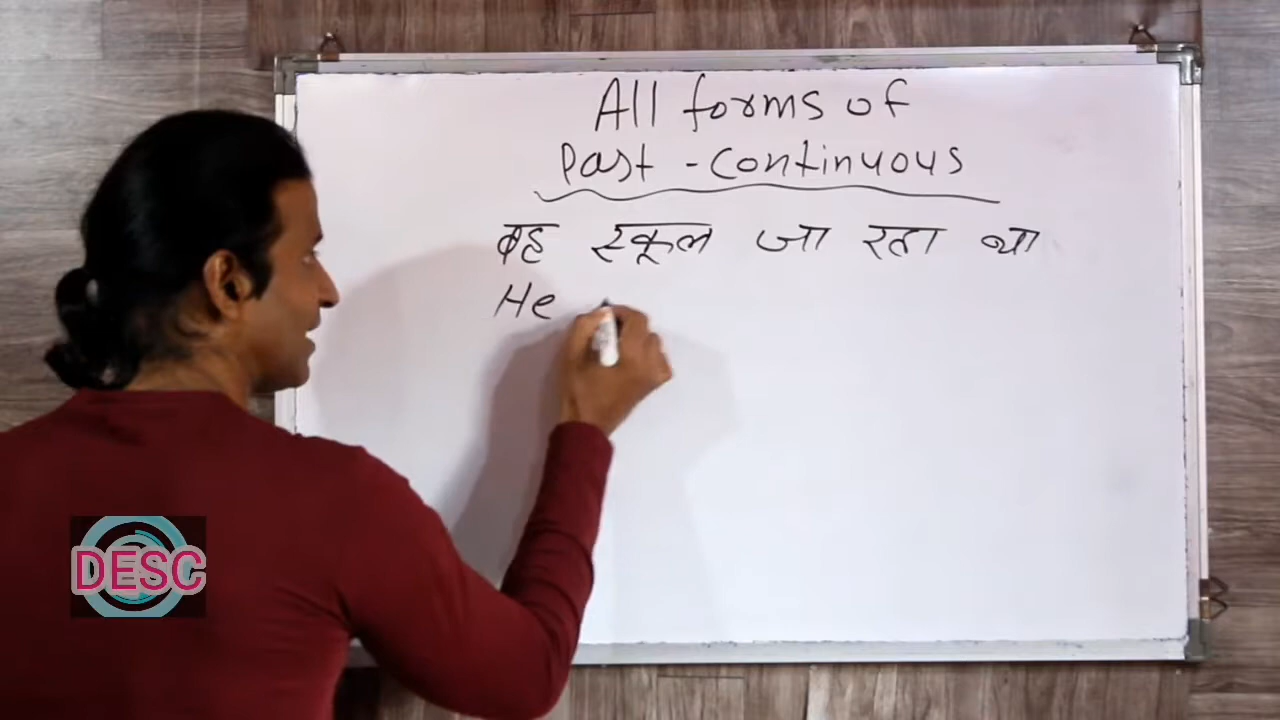 All forms of
Past - continuous
वह स्कूल जा रहा था
He
DESC